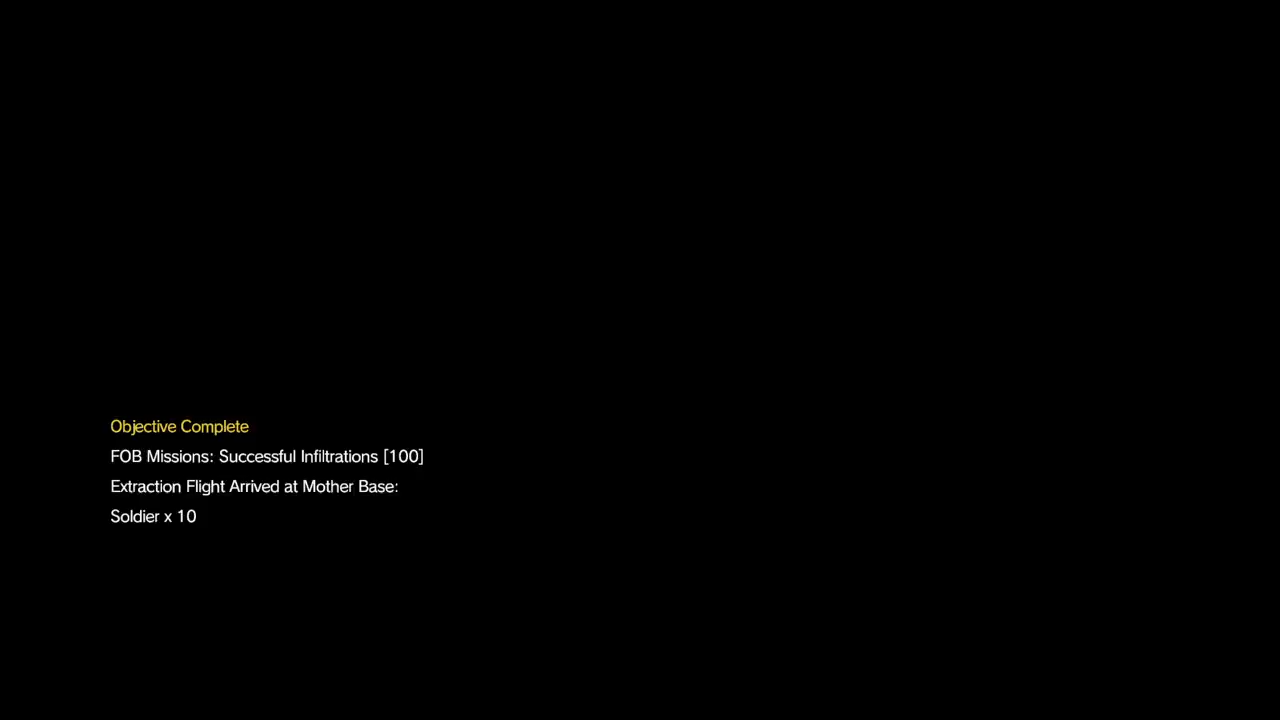 Objective Complete
FOB Missions: Successful Infiltrations [100]
Extraction Flight Arrived at Mother Base:
Soldier x 10